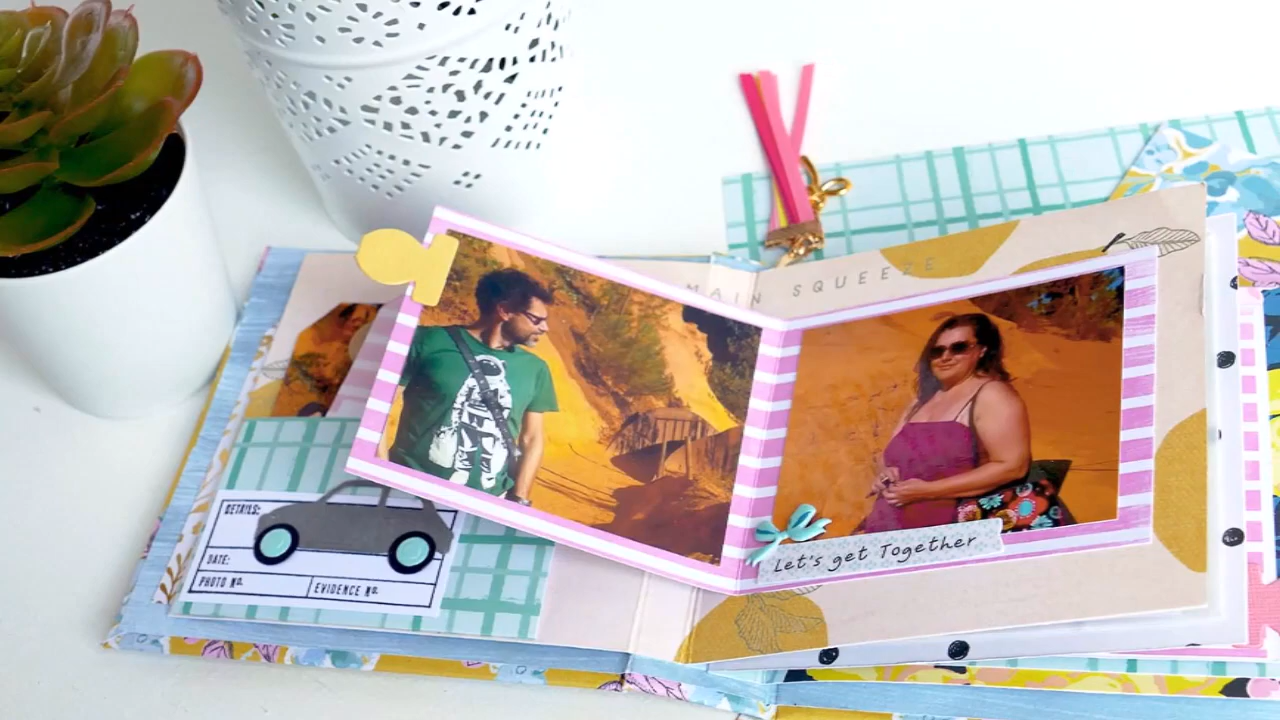 MAIN SQUEEZE
Let's get Together
DETAILS:
DATE:
PHOTO No.
EVIDENCE No.